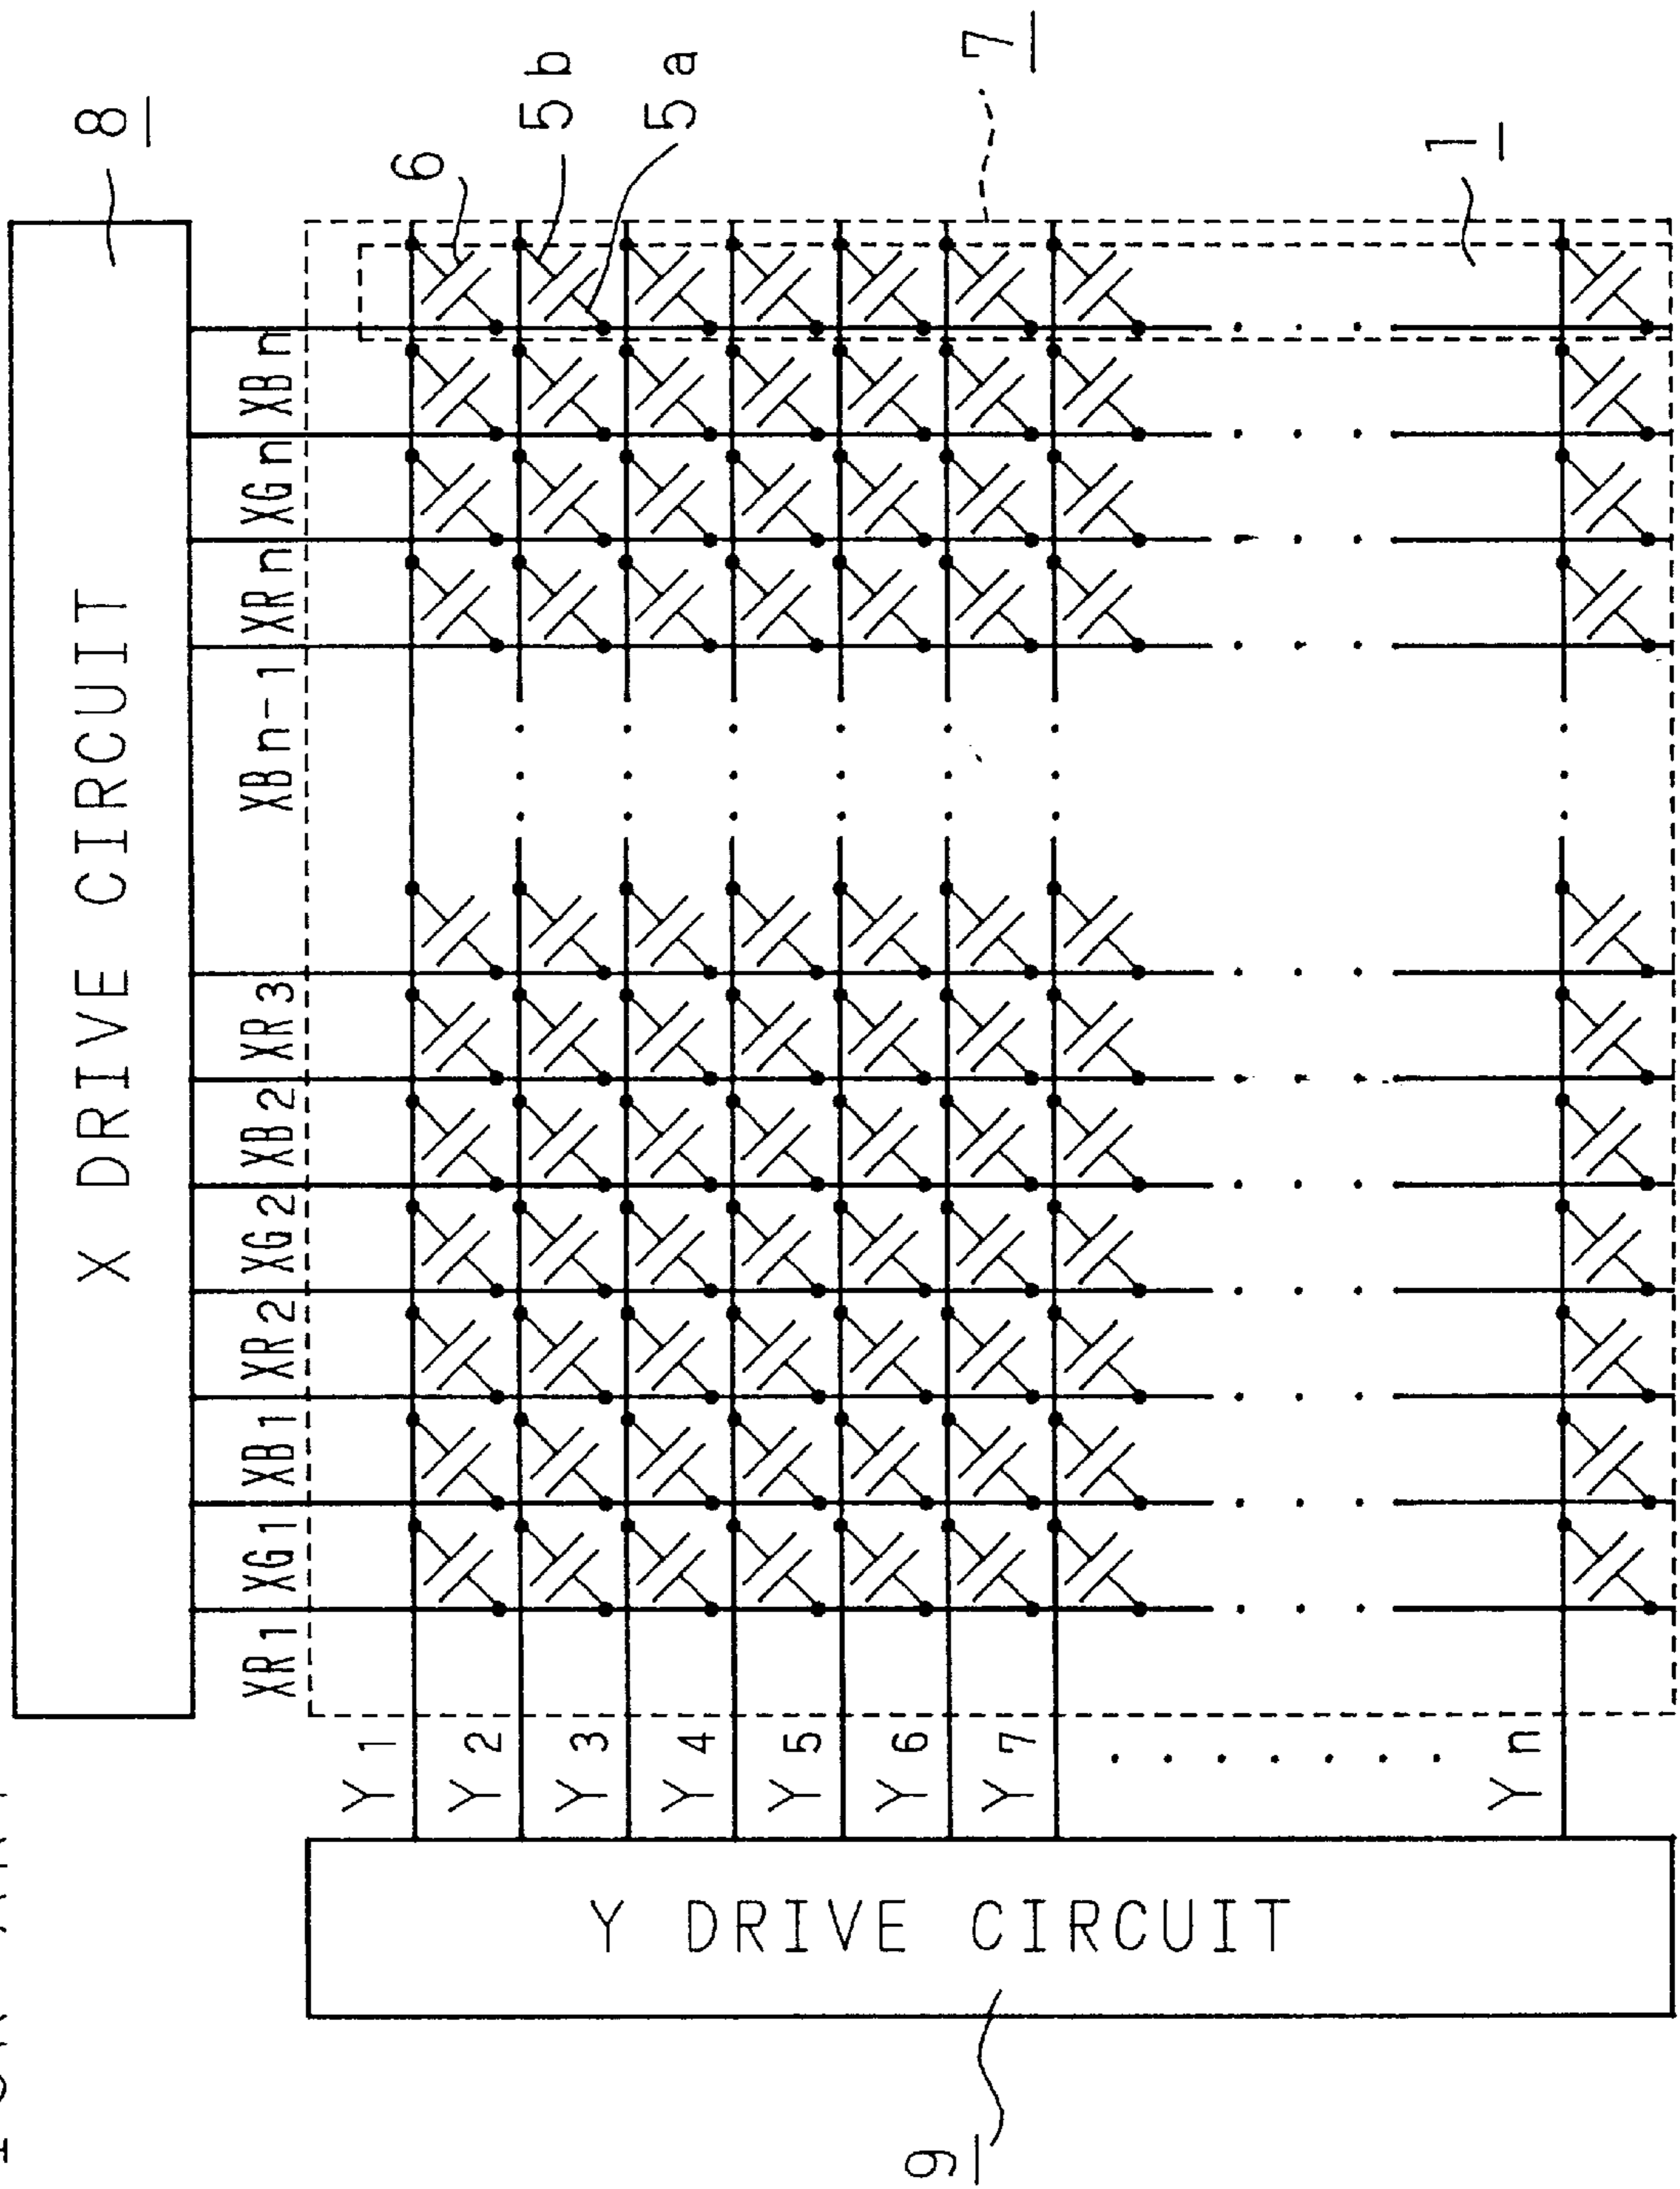 X DRIVE CIRCUIT
8
XR1 XG1 XB1 XR2 XG2 XB2 XR3 XBn-1 XRn XGn XBn
6
5b
5a
7
1
Y1
Y2
Y3
Y4
Y5
Y6
Y7
Yn
Y DRIVE CIRCUIT
9